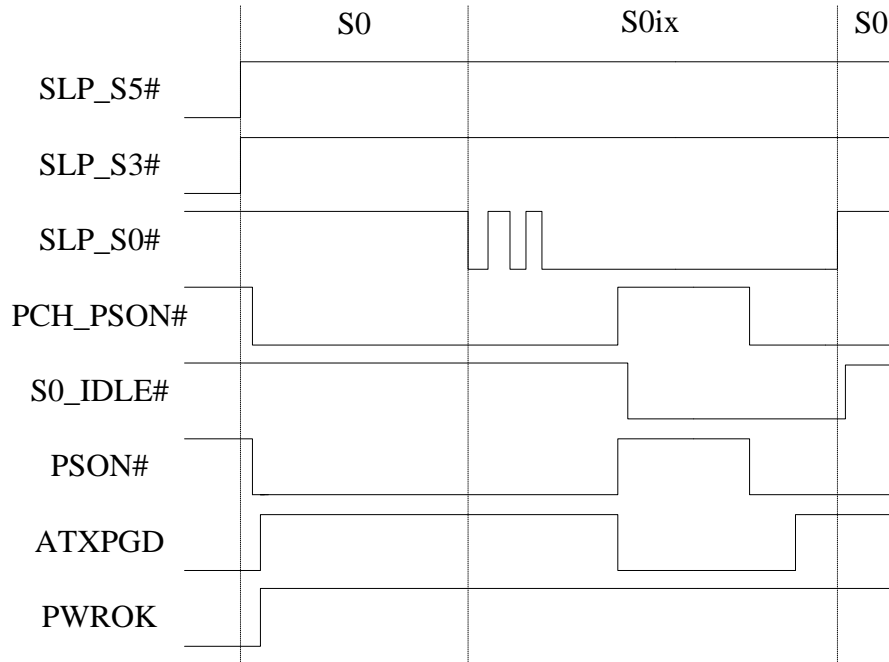 S0 S0ix S0
SLP_S5#
SLP_S3#
SLP_S0#
PCH_PSON#
S0_IDLE#
PSON#
ATXPGD
PWROK